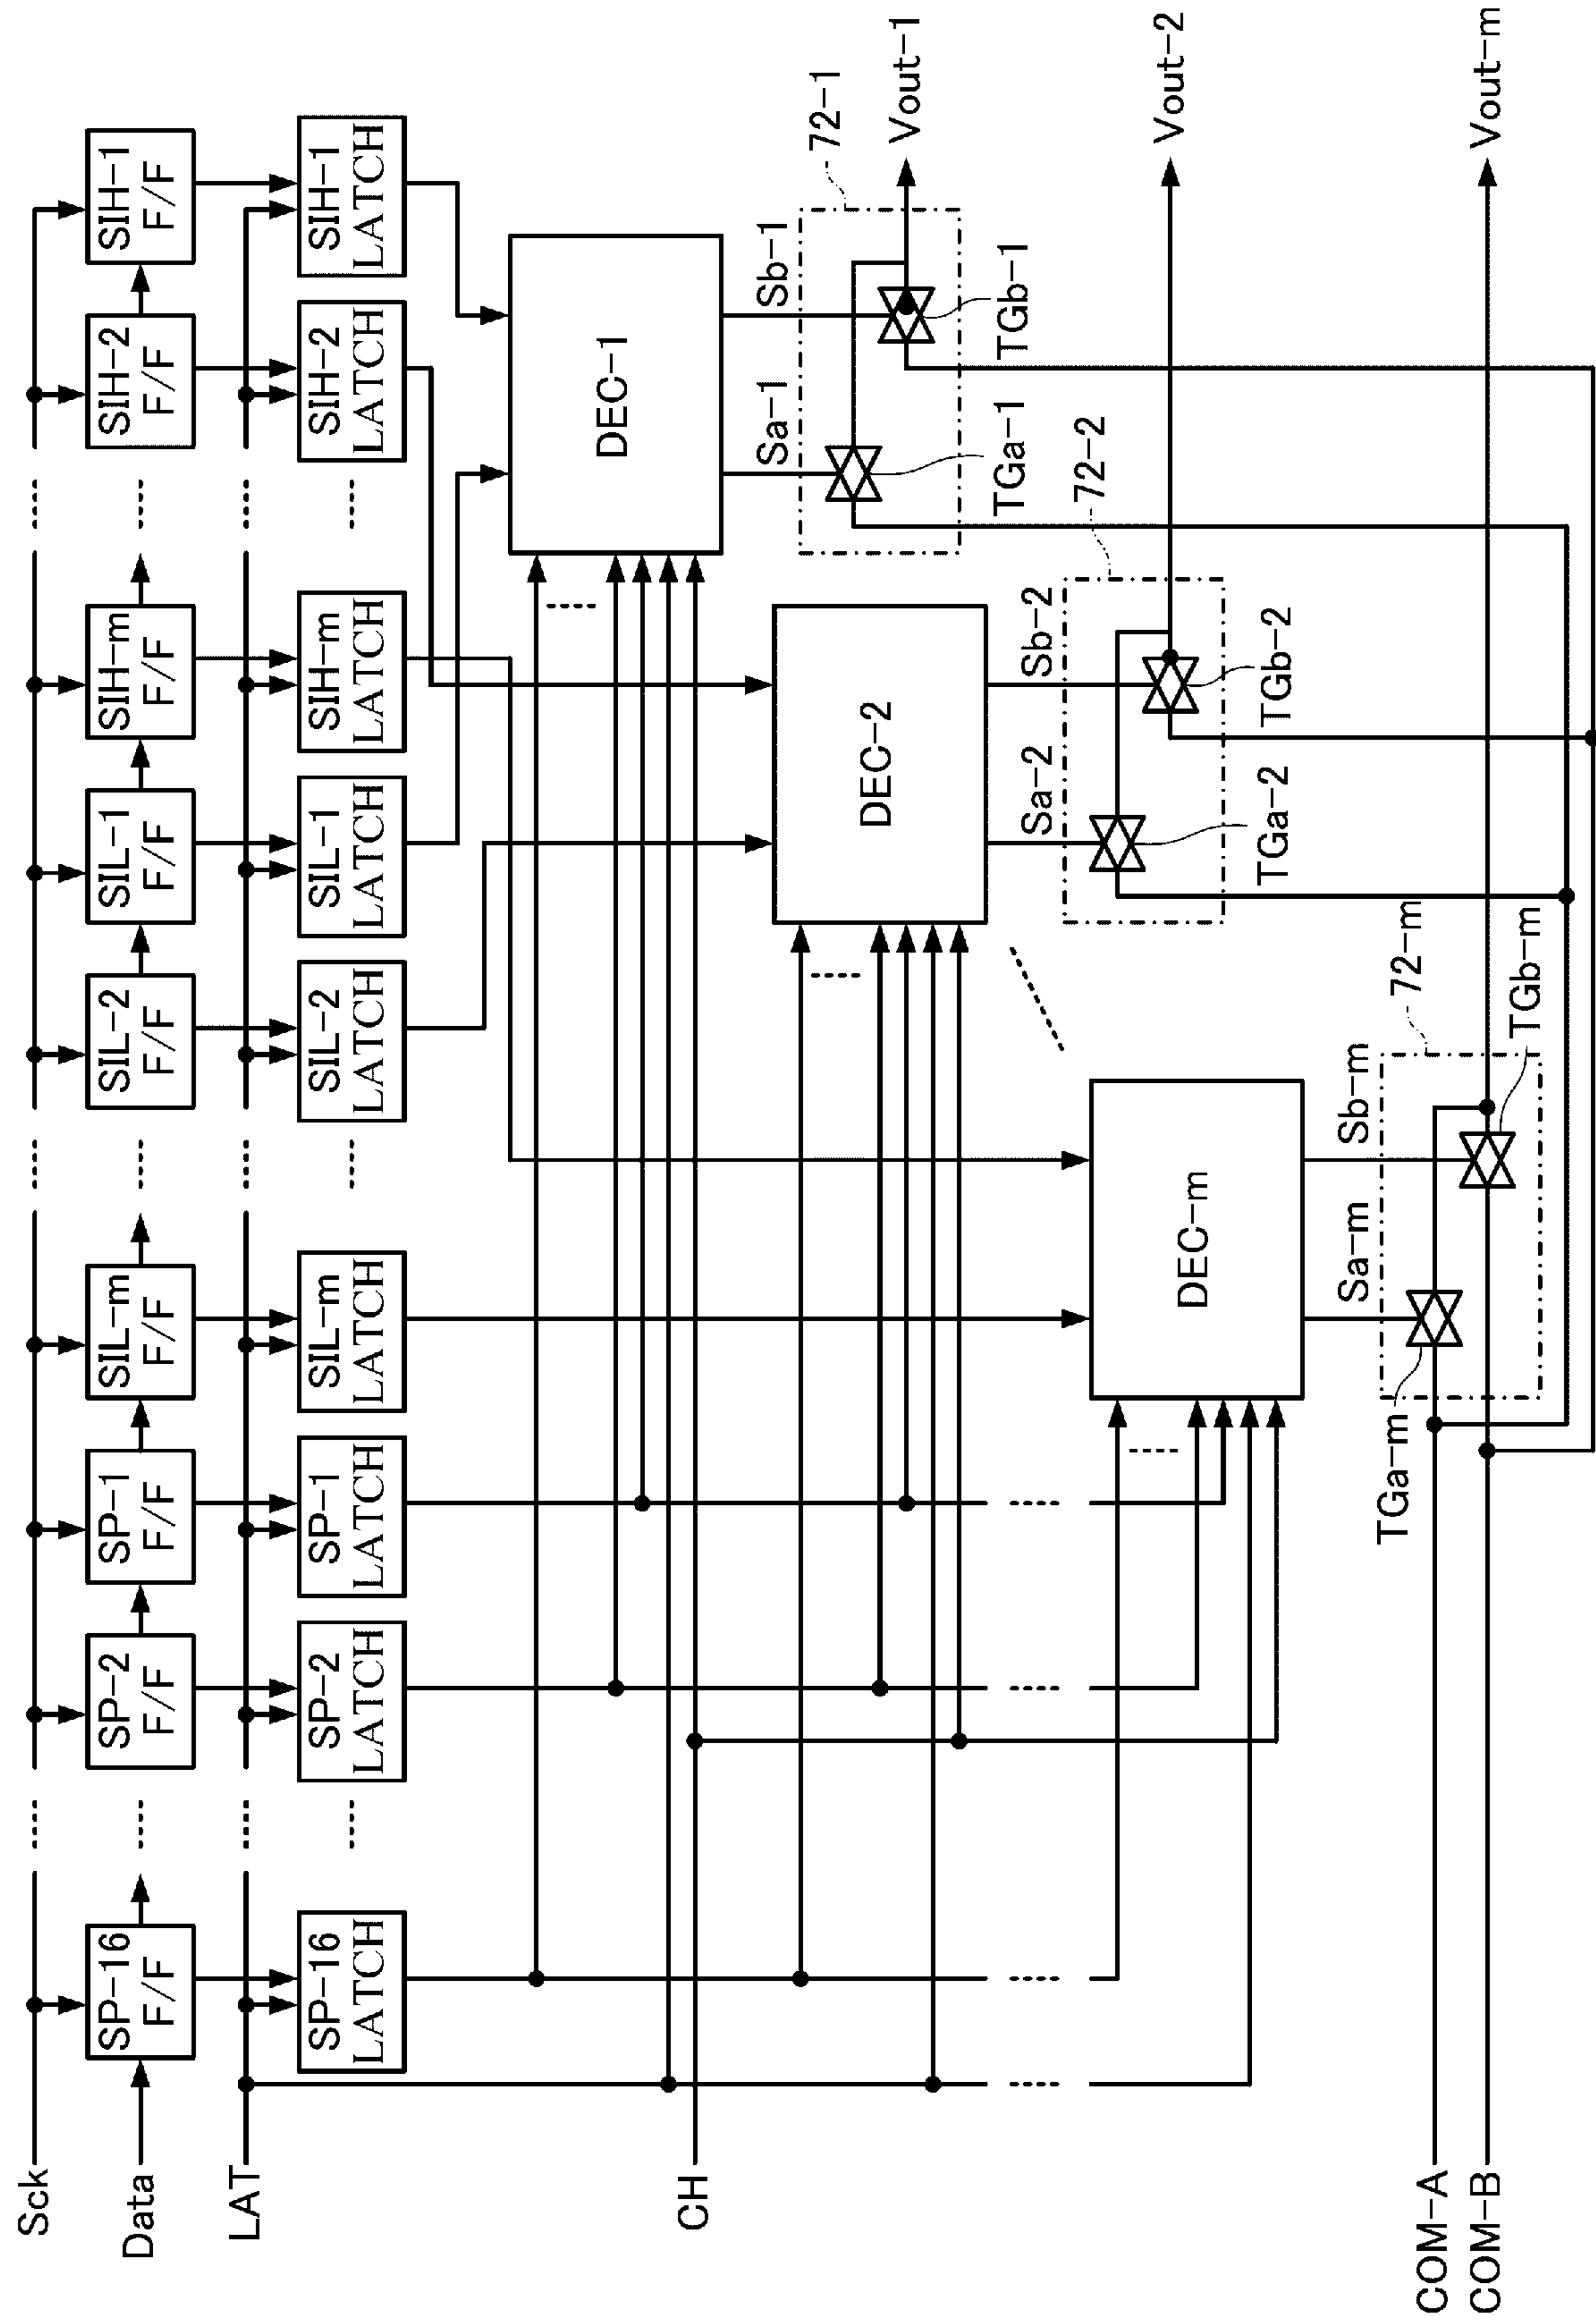 Sck
Data
LAT
CH
COM-A
COM-B
SP-16
F/F
SP-2
F/F
SP-1
F/F
SIL-m
F/F
SIL-2
F/F
SIL-1
F/F
SIH-m
F/F
SIH-2
F/F
SIH-1
F/F
SP-16
LATCH
SP-2
LATCH
SP-1
LATCH
SIL-m
LATCH
SIL-2
LATCH
SIL-1
LATCH
SIH-m
LATCH
SIH-2
LATCH
SIH-1
LATCH
DEC-1
Sa-1
Sb-1
72-1
TGa-1
TGb-1
Vout-1
DEC-2
Sa-2
Sb-2
72-2
TGa-2
TGb-2
Vout-2
DEC-m
Sa-m
Sb-m
72-m
TGa-m
TGb-m
Vout-m